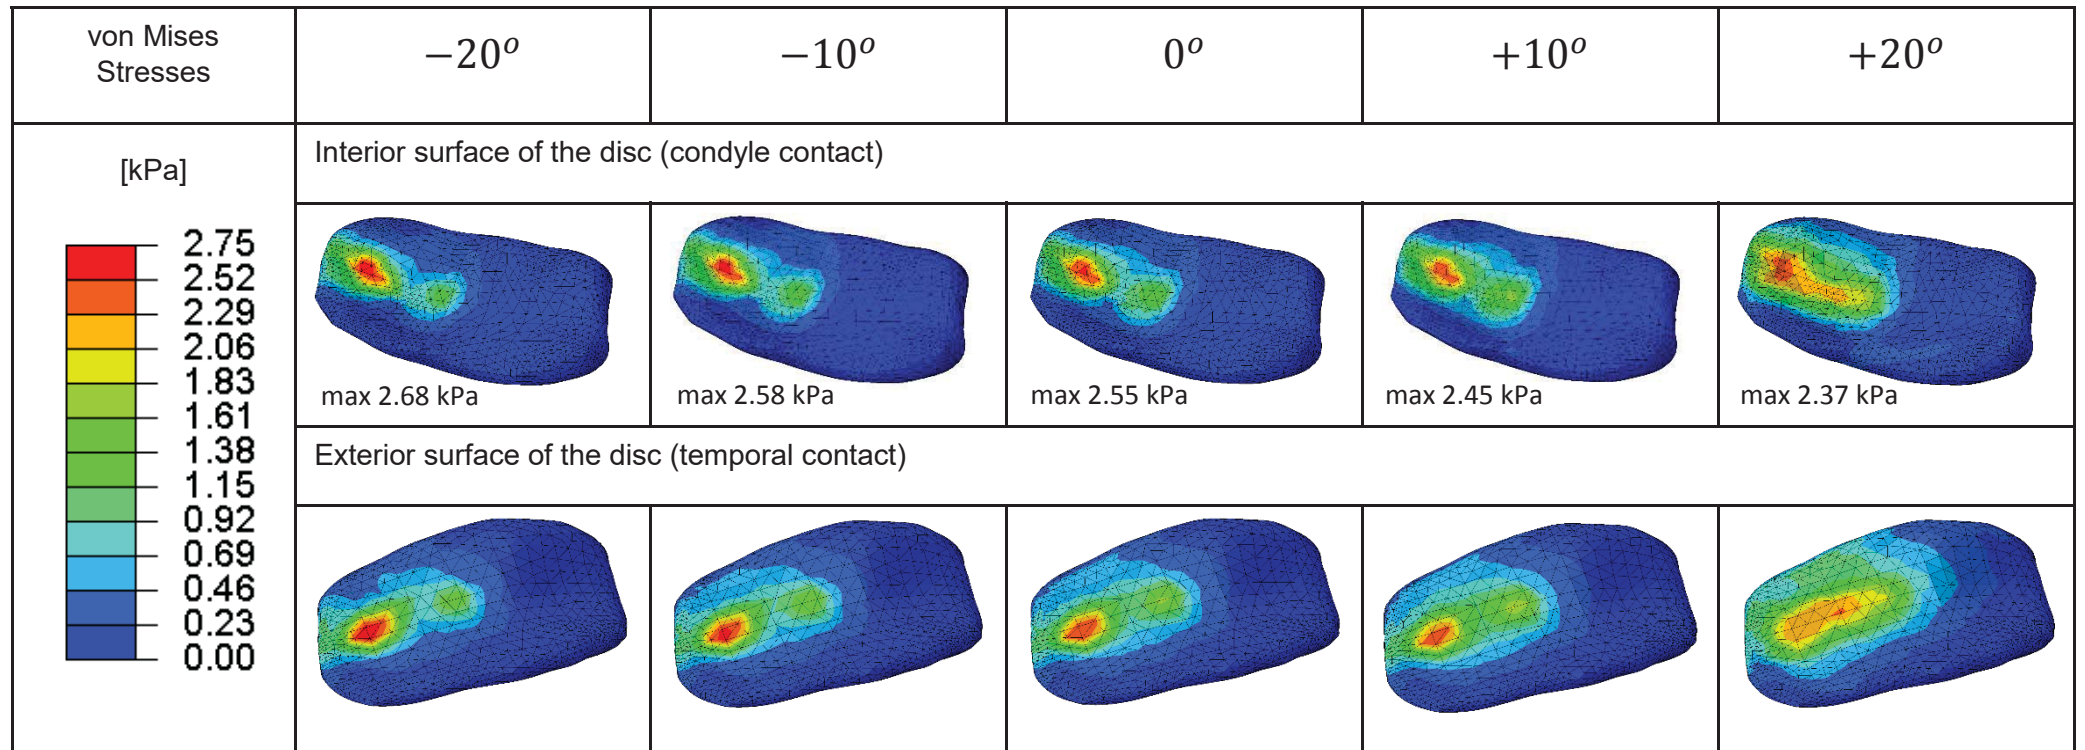 von Mises
Stresses
−20º
−10º
0º
+10º
+20º
[kPa]
Interior surface of the disc (condyle contact)
2.75
2.52
2.29
2.06
1.83
1.61
1.38
1.15
0.92
0.69
0.46
0.23
0.00
max 2.68 kPa
max 2.58 kPa
max 2.55 kPa
max 2.45 kPa
max 2.37 kPa
Exterior surface of the disc (temporal contact)